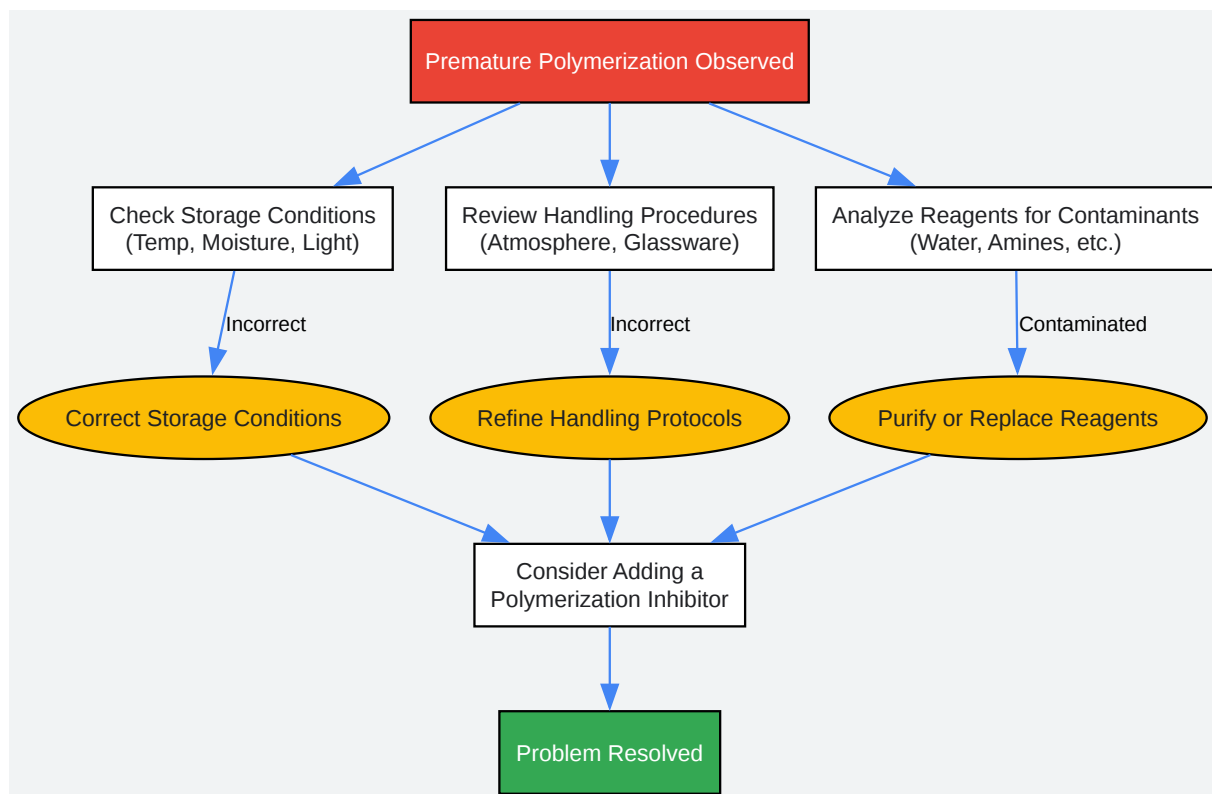 Premature Polymerization Observed
Check Storage Conditions
(Temp, Moisture, Light)
Review Handling Procedures
(Atmosphere, Glassware)
Analyze Reagents for Contaminants
(Water, Amines, etc.)
Incorrect
Incorrect
Contaminated
Correct Storage Conditions
Refine Handling Protocols
Purify or Replace Reagents
Consider Adding a
Polymerization Inhibitor
Problem Resolved